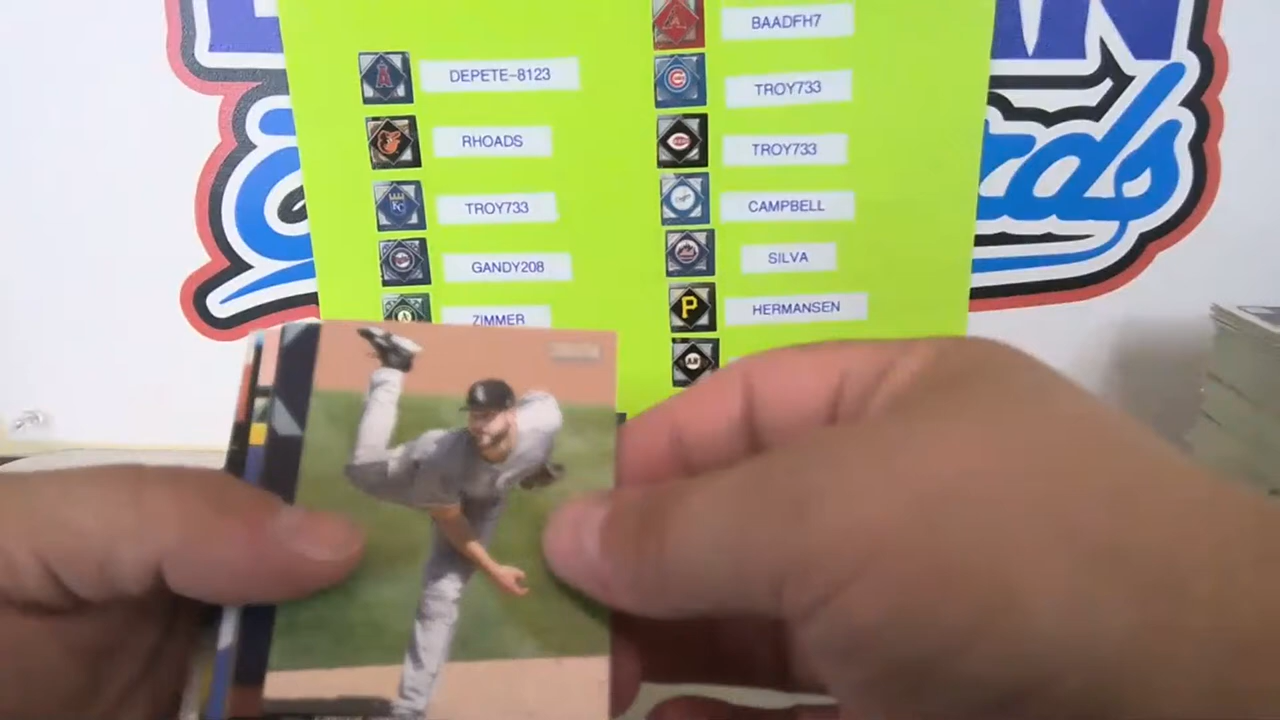 BAADFH7
DEPETE-8123
TROY733
RHOADS
TROY733
TROY733
CAMPBELL
GANDY208
SILVA
ZIMMER
HERMANSEN